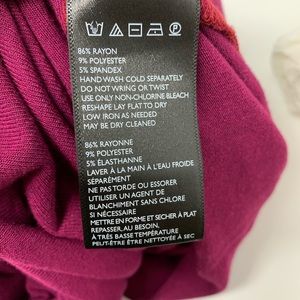 86% RAYON
9% POLYESTER
5% SPANDEX
HAND WASH COLD SEPARATELY
DO NOT WRING OR TWIST
USE ONLY NON-CHLORINE BLEACH
RESHAPE LAY FLAT TO DRY
LOW IRON AS NEEDED
MAY BE DRY CLEANED
86% RAYONNE
9% POLYESTER
5% ÉLASTHANNE
LAVER À LA MAIN À L'EAU FROIDE
SÉPARÉMENT
NE PAS TORDE OU ESSORER
UTILISER UN AGENT DE
BLANCHIMENT SANS CHLORE
SI NÉCESSAIRE
METTRE EN FORME ET SÉCHER À PLAT
REPASSER AU BESOIN,
À TRÈS BASSE TEMPÉRATURE
PEUT-ÊTRE ÊTRE NETTOYÉE À SEC